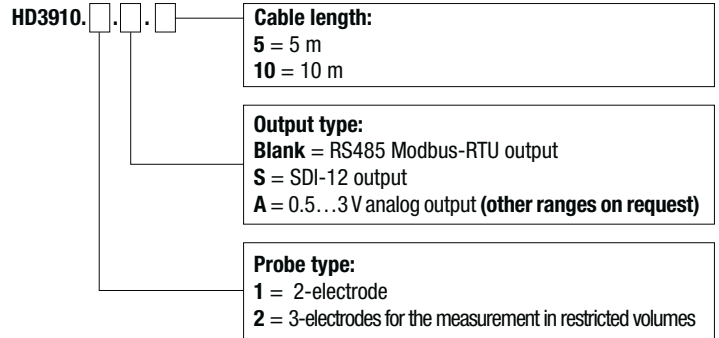 HD3910. . .
Cable length:
5 = 5 m
10 = 10 m
Output type:
Blank = RS485 Modbus-RTU output
S = SDI-12 output
A = 0.5…3 V analog output (other ranges on request)
Probe type:
1 = 2-electrode
2 = 3-electrodes for the measurement in restricted volumes